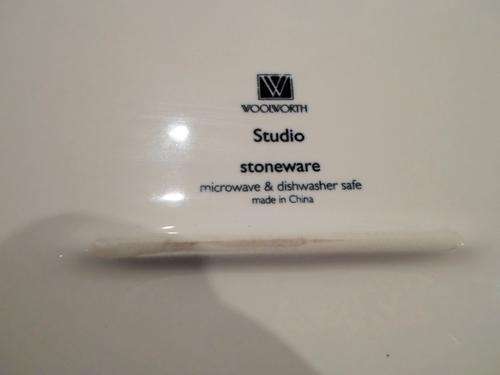 W
WOOLWORTH
Studio
stoneware
microwave & dishwasher safe
made in China